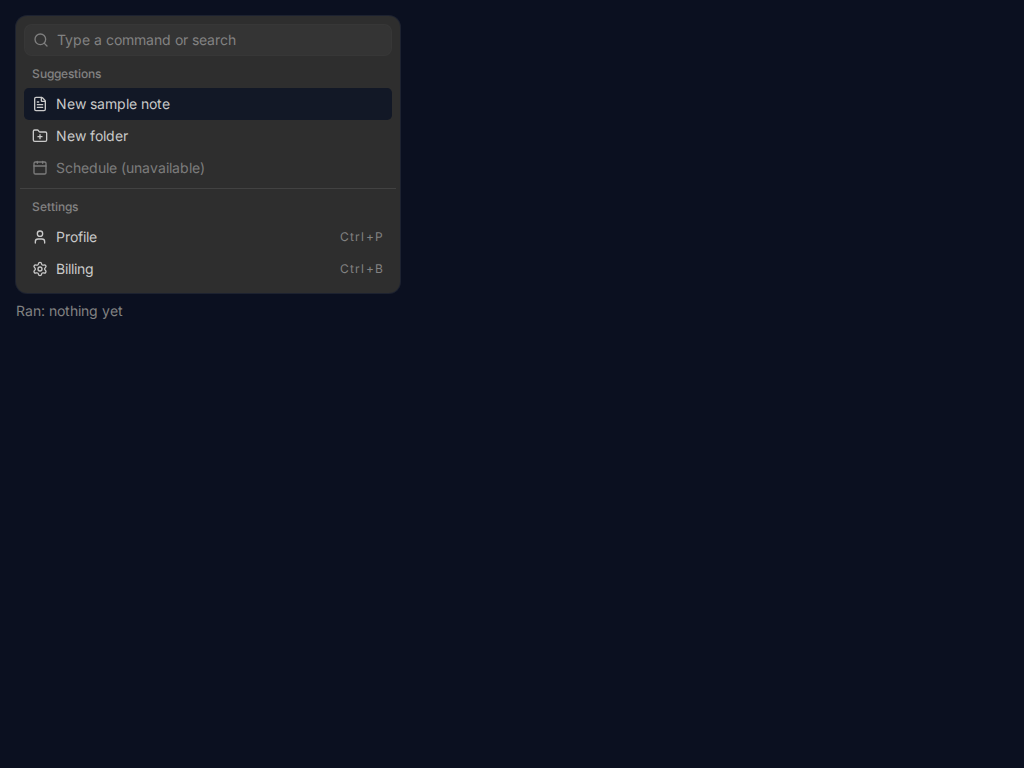 Type a command or search
Suggestions
New sample note
New folder
Schedule (unavailable)
Settings
Profile Ctrl+P
Billing Ctrl+B
Ran: nothing yet